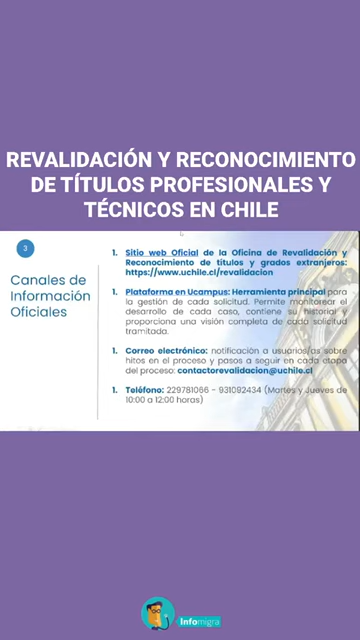 REVALIDACIÓN Y RECONOCIMIENTO
DE TÍTULOS PROFESIONALES Y
TÉCNICOS EN CHILE
3
Canales de
Información
Oficiales
1. Sitio web Oficial de la Oficina de Revalidación y
Reconocimiento de títulos y grados extranjeros:
https://www.uchile.cl/revalidacion
1. Plataforma en Ucampus: Herramienta principal para
la gestión de cada solicitud. Permite monitorear el
desarrollo de cada caso, contiene su historial y
proporciona una visión completa de cada solicitud
tramitada.
1. Correo electrónico: notificación a usuarios/as sobre
hitos en el proceso y pasos a seguir en cada etapa
del proceso: contactorevalidacion@uchile.cl
1. Teléfono: 229781066 - 931092434 (Martes y Jueves de
10:00 a 12:00 horas)
Infomigra